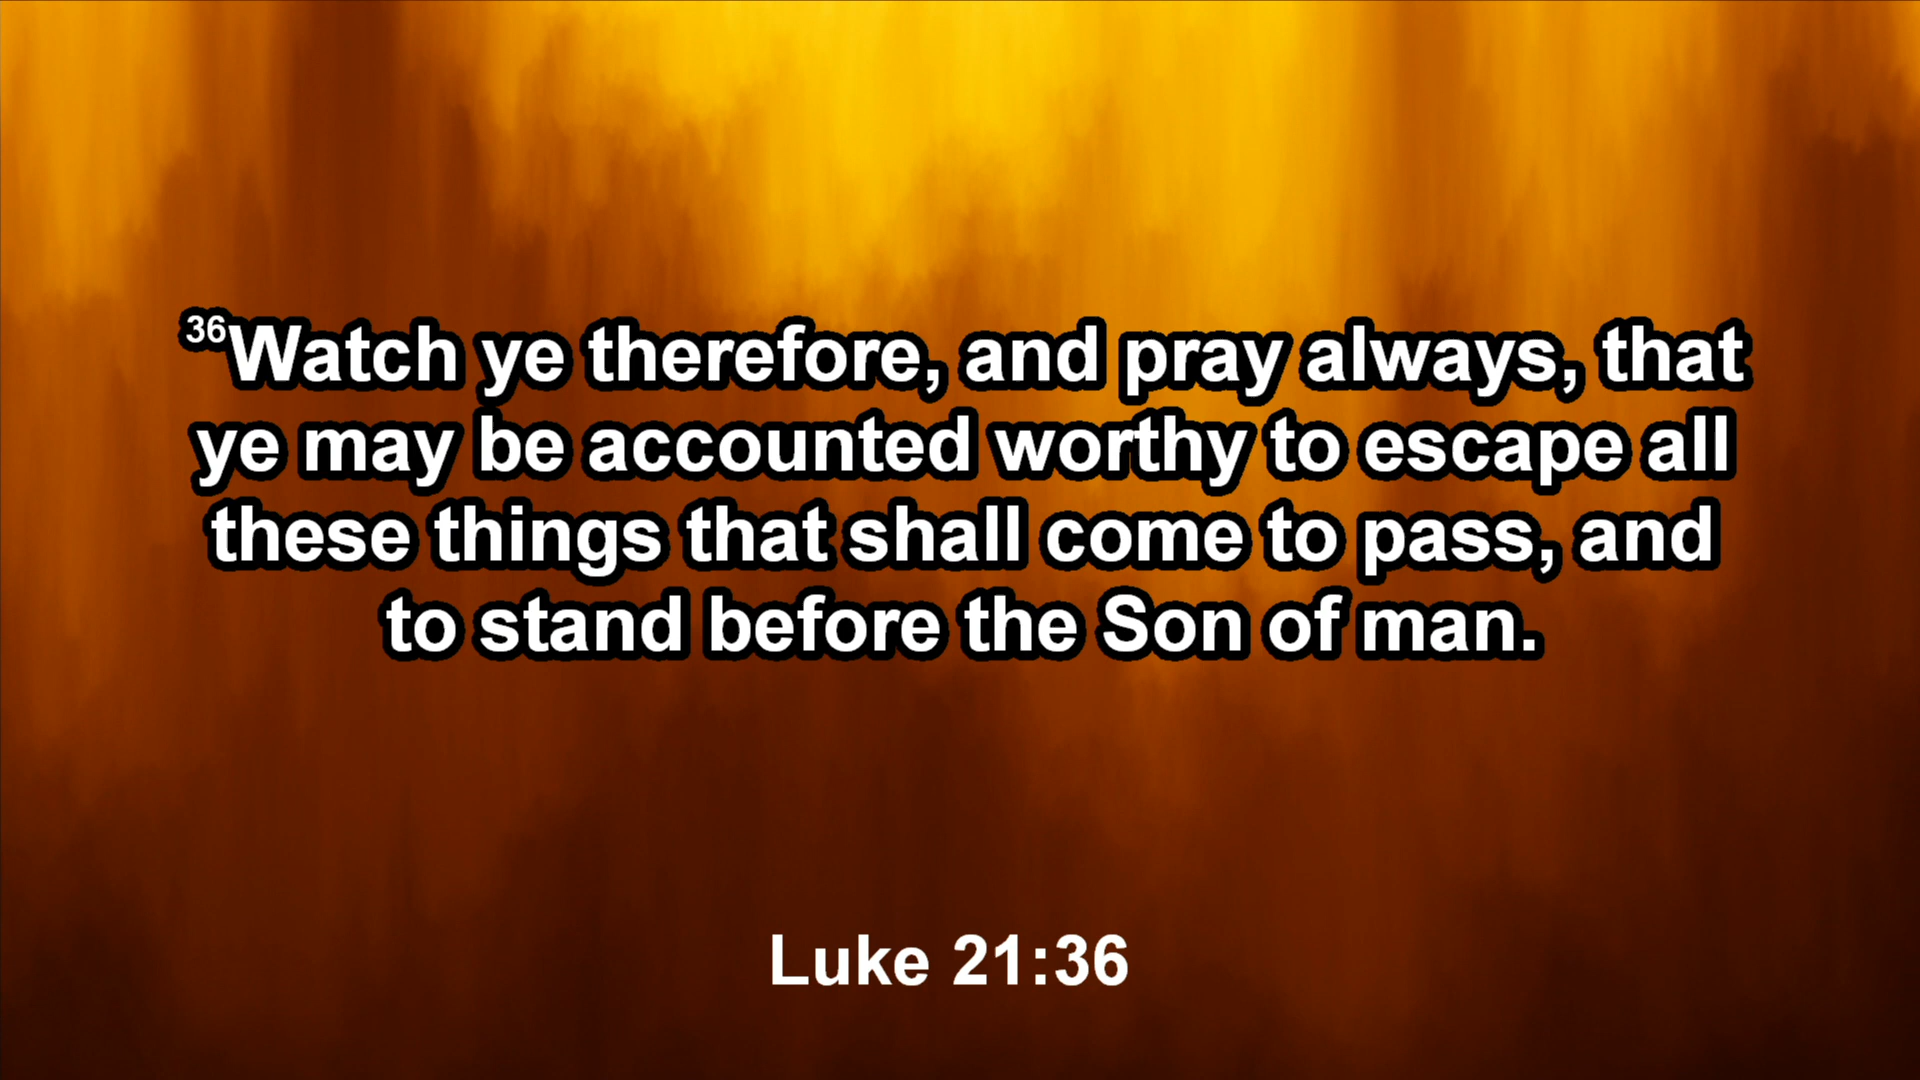 36Watch ye therefore, and pray always, that
ye may be accounted worthy to escape all
these things that shall come to pass, and
to stand before the Son of man.
Luke 21:36